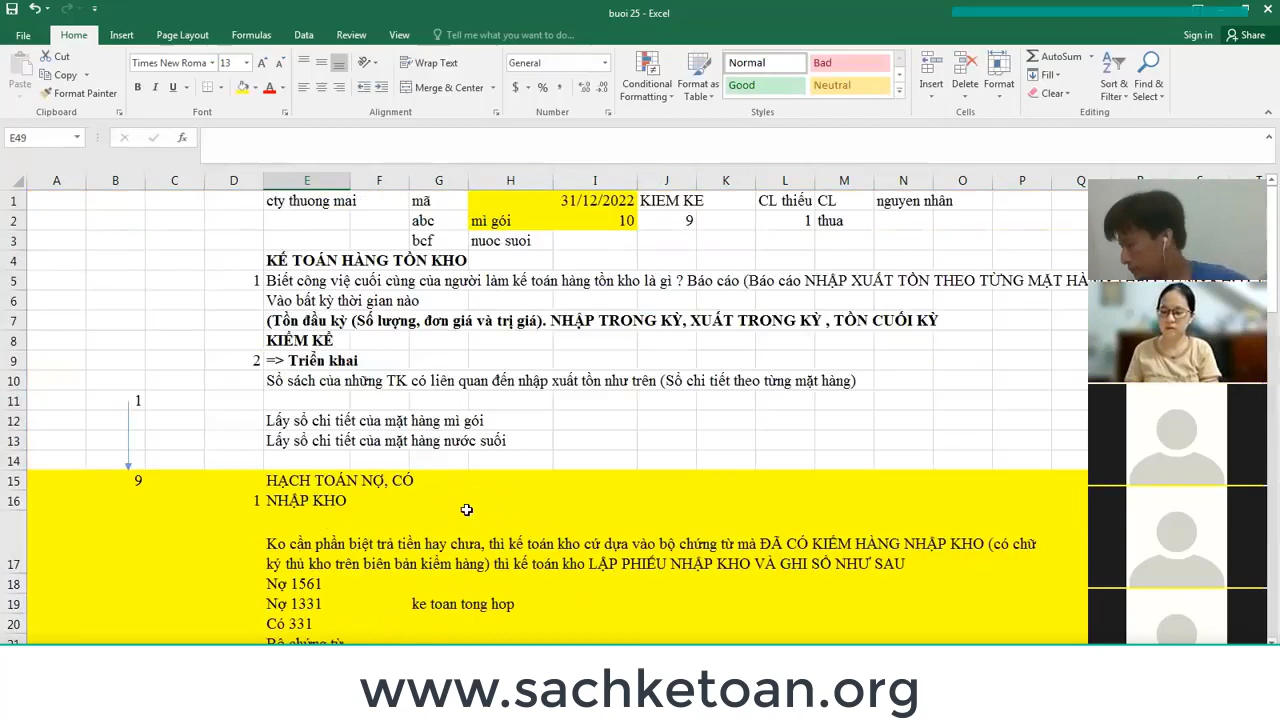 buoi 25 - Excel
File Home Insert Page Layout Formulas Data Review View Tell me what you want to do... Sign in Share
Cut
Copy
Format Painter
Paste
Clipboard
Times New Roma 13
B I U
Font
Wrap Text
Merge & Center
Alignment
General
$ % ,
Number
Conditional Formatting
Format as Table
Normal Bad
Good Neutral
Styles
Insert Delete Format
Cells
AutoSum
Fill
Clear
Sort & Filter
Find & Select
Editing
E49
fx
A B C D E F G H I J K L M N O P Q
1 cty thuong mai mã 31/12/2022 KIEM KE CL thiếu CL nguyen nhân
2 abc mì gói 10 9 1 thua
3 bcf nuoc suoi
4 KẾ TOÁN HÀNG TỒN KHO
5 1 Biết công việ cuối cùng của người làm kế toán hàng tồn kho là gì ? Báo cáo (Báo cáo NHẬP XUẤT TỒN THEO TỪNG MẶT HÀ
6 Vào bất kỳ thời gian nào
7 (Tồn đầu kỳ (Số lượng, đơn giá và trị giá). NHẬP TRONG KỲ, XUẤT TRONG KỲ , TỒN CUỐI KỲ
8 KIỂM KÊ
9 2 => Triển khai
10 Sổ sách của những TK có liên quan đến nhập xuất tồn như trên (Sổ chi tiết theo từng mặt hàng)
11 1
12 Lấy sổ chi tiết của mặt hàng mì gói
13 Lấy sổ chi tiết của mặt hàng nước suối
14
15 9 HẠCH TOÁN NỢ, CÓ
16 1 NHẬP KHO
Ko cần phần biệt trả tiền hay chưa, thì kế toán kho cứ dựa vào bộ chứng từ mà ĐÃ CÓ KIỂM HÀNG NHẬP KHO (có chữ
17 ký thủ kho trên biên bản kiểm hàng) thì kế toán kho LẬP PHIẾU NHẬP KHO VÀ GHI SỔ NHƯ SAU
18 Nợ 1561
19 Nợ 1331 ke toan tong hop
20 Có 331
21 Bộ chứng từ
www.sachketoan.org